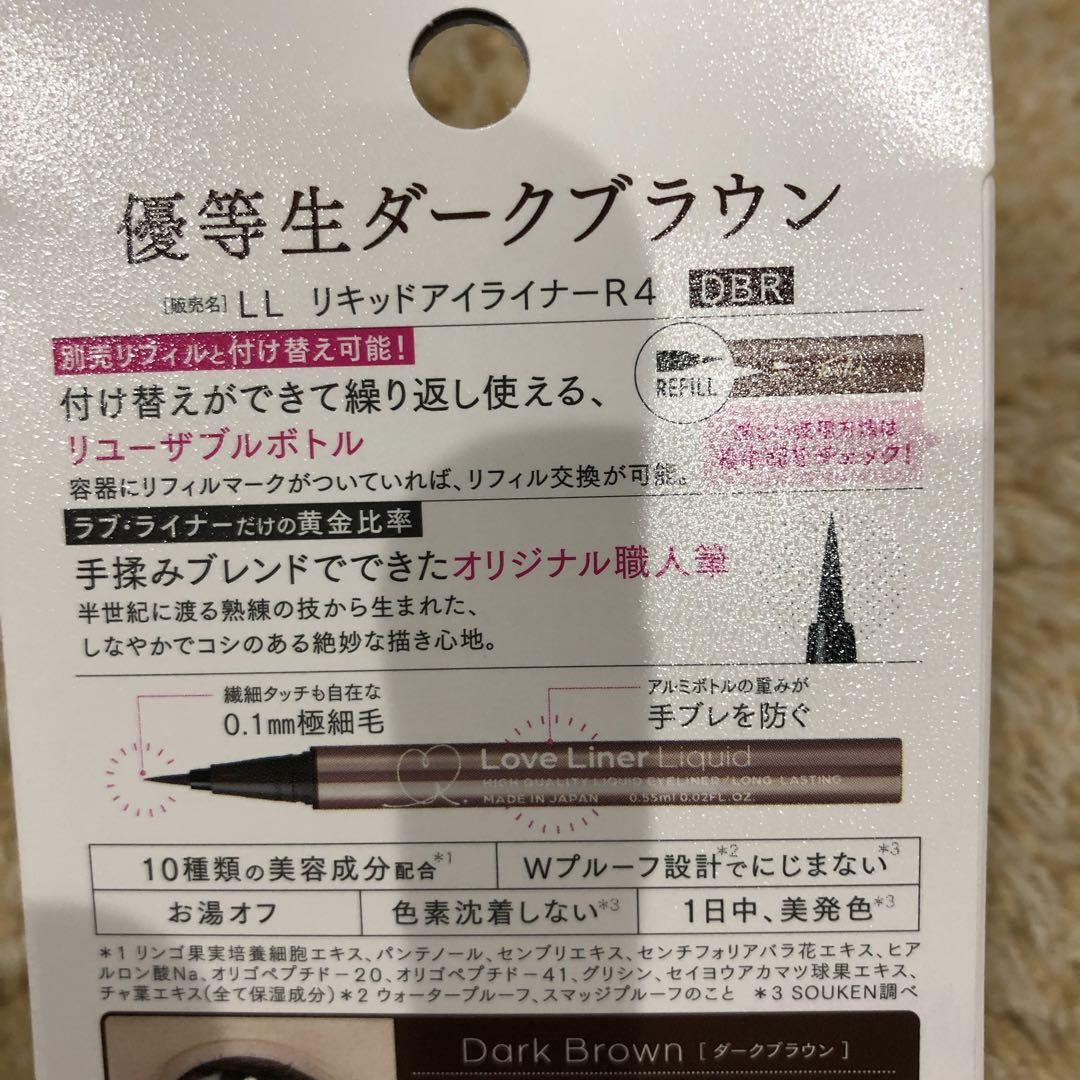 優等生ダークブラウン
[販売名] LL リキッドアイライナーR4 DBR
別売リフィルと付け替え可能!
付け替えができて繰り返し使える、
リユーザブルボトル
容器にリフィルマークがついていれば、リフィル交換が可能。
REFILL
チェック!
ラブ・ライナーだけの黄金比率
手揉みブレンドでできたオリジナル職人筆
半世紀に渡る熟練の技から生まれた、
しなやかでコシのある絶妙な描き心地。
繊細タッチも自在な
0.1mm極細毛
アルミボトルの重みが
手ブレを防ぐ
Love Liner Liquid
HIGH QUALITY LIQUID EYELINER / LONG-LASTING
MADE IN JAPAN 0.55ml 0.02FL.OZ.
10種類の美容成分配合*1
Wプルーフ設計*2でにじまない*3
お湯オフ
色素沈着しない*3
1日中、美発色*3
*1 リンゴ果実培養細胞エキス、パンテノール、センブリエキス、センチフォリアバラ花エキス、ヒア
ルロン酸Na、オリゴペプチド-20、オリゴペプチド-41、グリシン、セイヨウアカマツ球果エキス、
チャ葉エキス(全て保湿成分) *2 ウォータープルーフ、スマッジプルーフのこと *3 SOUKEN調べ
Dark Brown [ ダークブラウン ]